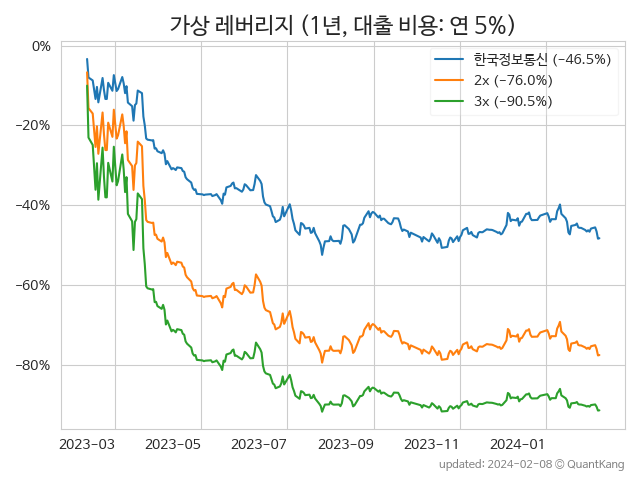 가상 레버리지 (1년, 대출 비용: 연 5%)
0%
−20%
−40%
−60%
−80%
한국정보통신 (−46.5%)
2x (−76.0%)
3x (−90.5%)
2023-03 2023-05 2023-07 2023-09 2023-11 2024-01
updated: 2024-02-08 ⓒ QuantKang